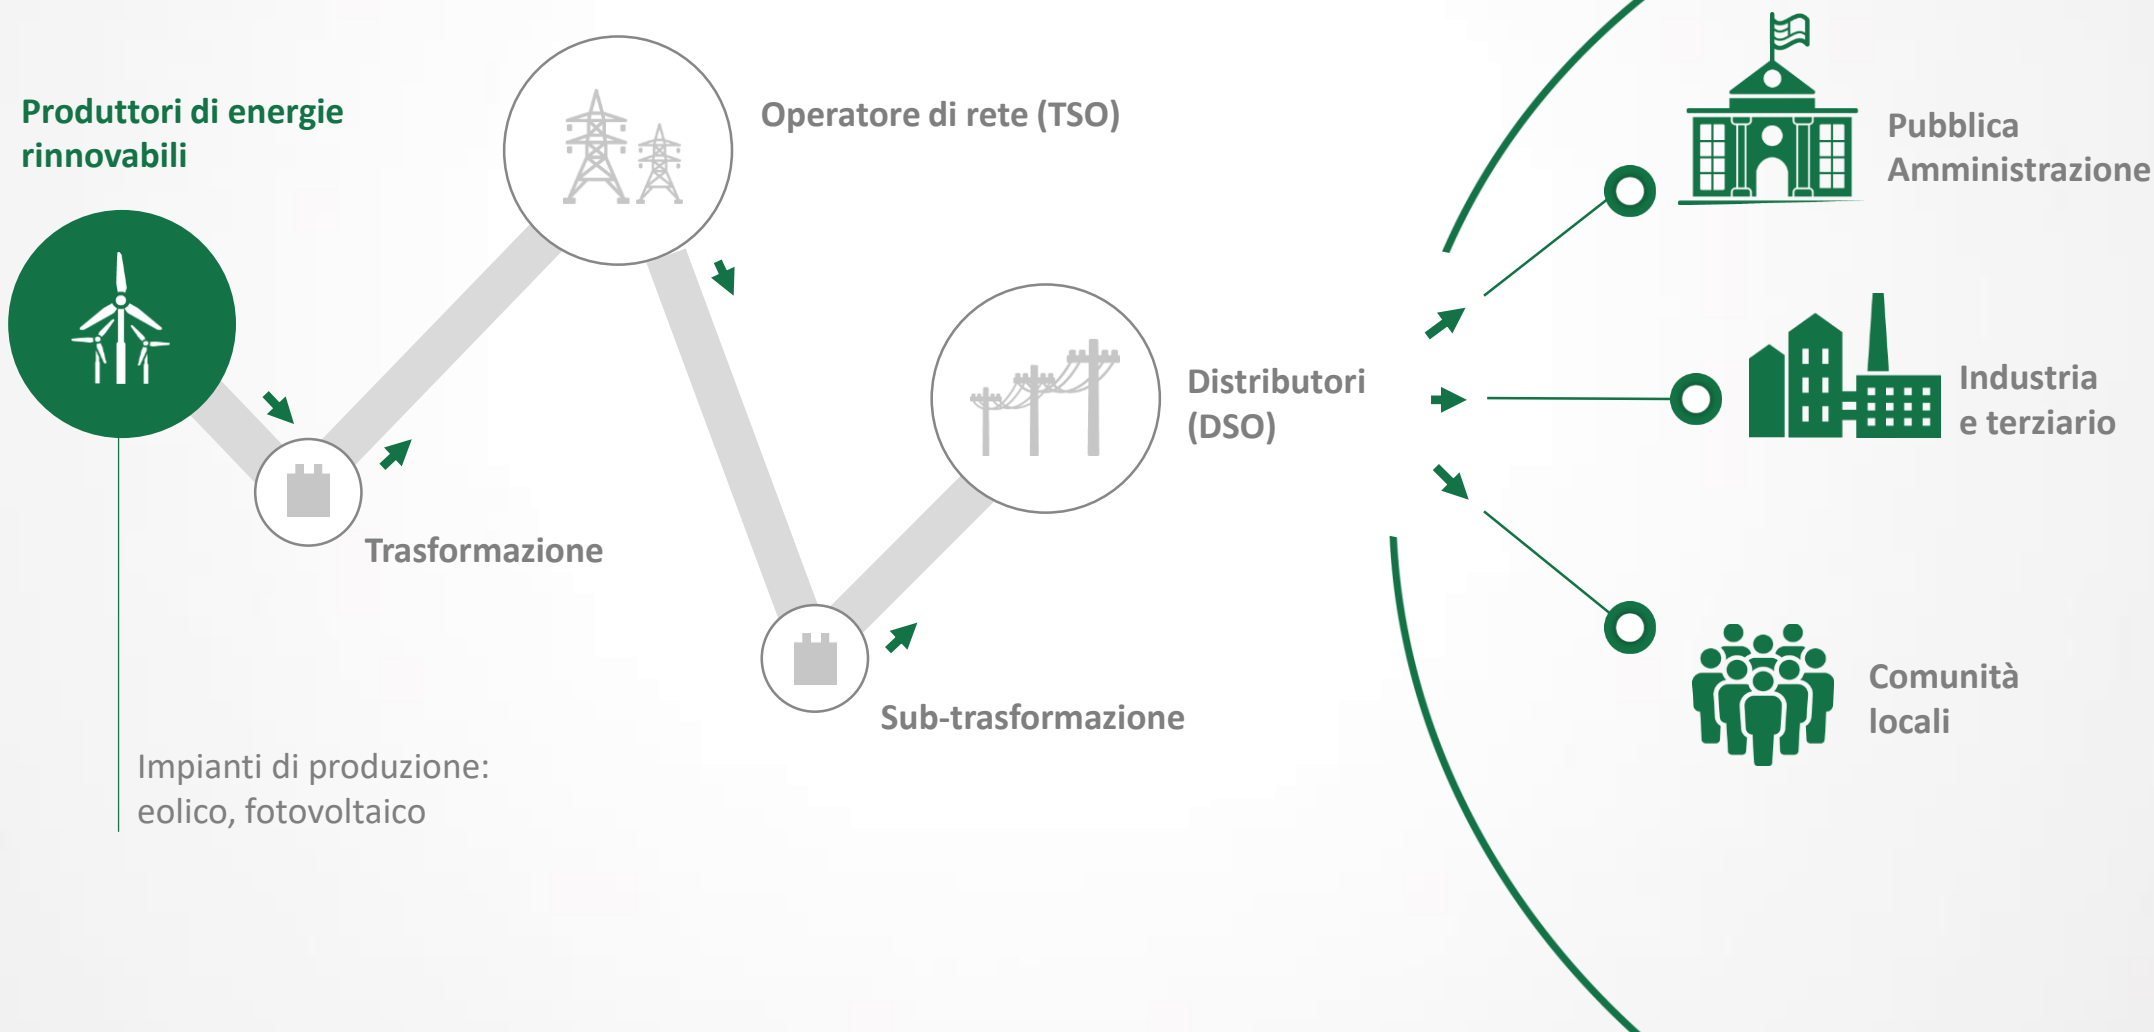 Produttori di energie
rinnovabili
Operatore di rete (TSO)
Trasformazione
Sub-trasformazione
Distributori
(DSO)
Impianti di produzione:
eolico, fotovoltaico
Pubblica
Amministrazione
Industria
e terziario
Comunità
locali